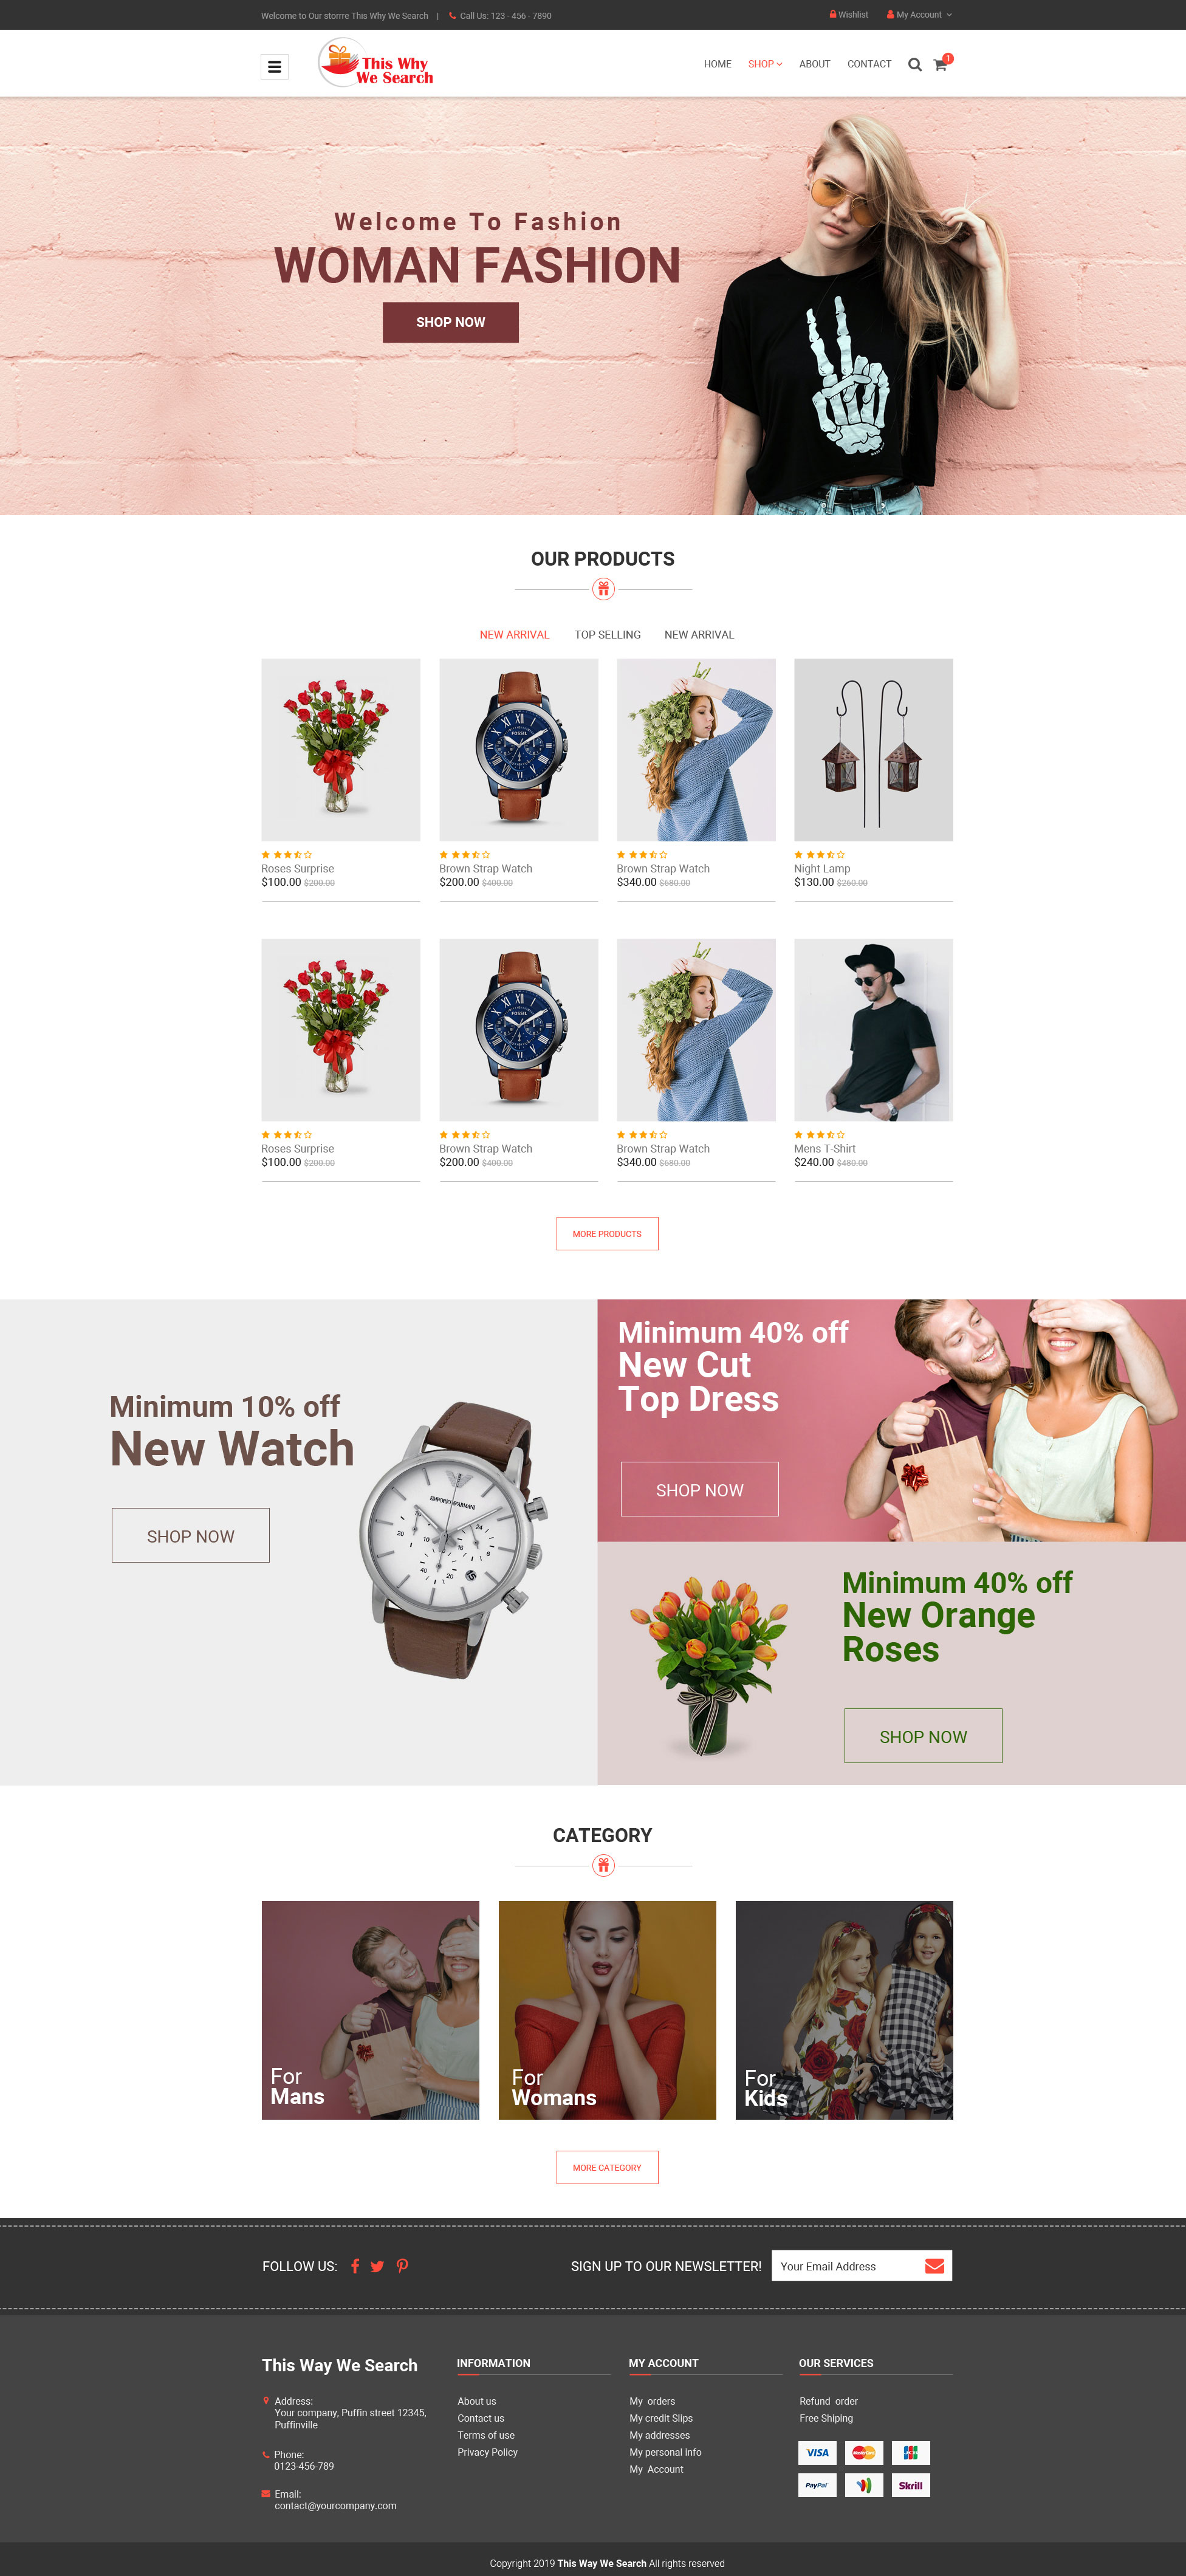 Welcome to Our storrre This Why We Search | Call Us: 123 - 456 - 7890
Wishlist My Account
This Why
We Search
HOME SHOP ABOUT CONTACT
1
Welcome To Fashion
WOMAN FASHION
SHOP NOW
OUR PRODUCTS
NEW ARRIVAL TOP SELLING NEW ARRIVAL
FOSSIL
Roses Surprise
$100.00 $200.00
Brown Strap Watch
$200.00 $400.00
Brown Strap Watch
$340.00 $680.00
Night Lamp
$130.00 $260.00
FOSSIL
Roses Surprise
$100.00 $200.00
Brown Strap Watch
$200.00 $400.00
Brown Strap Watch
$340.00 $680.00
Mens T-Shirt
$240.00 $480.00
MORE PRODUCTS
Minimum 10% off
New Watch
SHOP NOW
EMPORIO ARMANI
Minimum 40% off
New Cut
Top Dress
SHOP NOW
Minimum 40% off
New Orange
Roses
SHOP NOW
CATEGORY
For
Mans
For
Womans
For
Kids
MORE CATEGORY
FOLLOW US:
SIGN UP TO OUR NEWSLETTER!
Your Email Address
This Way We Search
Address:
Your company, Puffin street 12345,
Puffinville
Phone:
0123-456-789
Email:
contact@yourcompany.com
INFORMATION
About us
Contact us
Terms of use
Privacy Policy
MY ACCOUNT
My orders
My credit Slips
My addresses
My personal info
My Account
OUR SERVICES
Refund order
Free Shiping
VISA MasterCard JCB
PayPal Skrill
Copyright 2019 This Way We Search All rights reserved